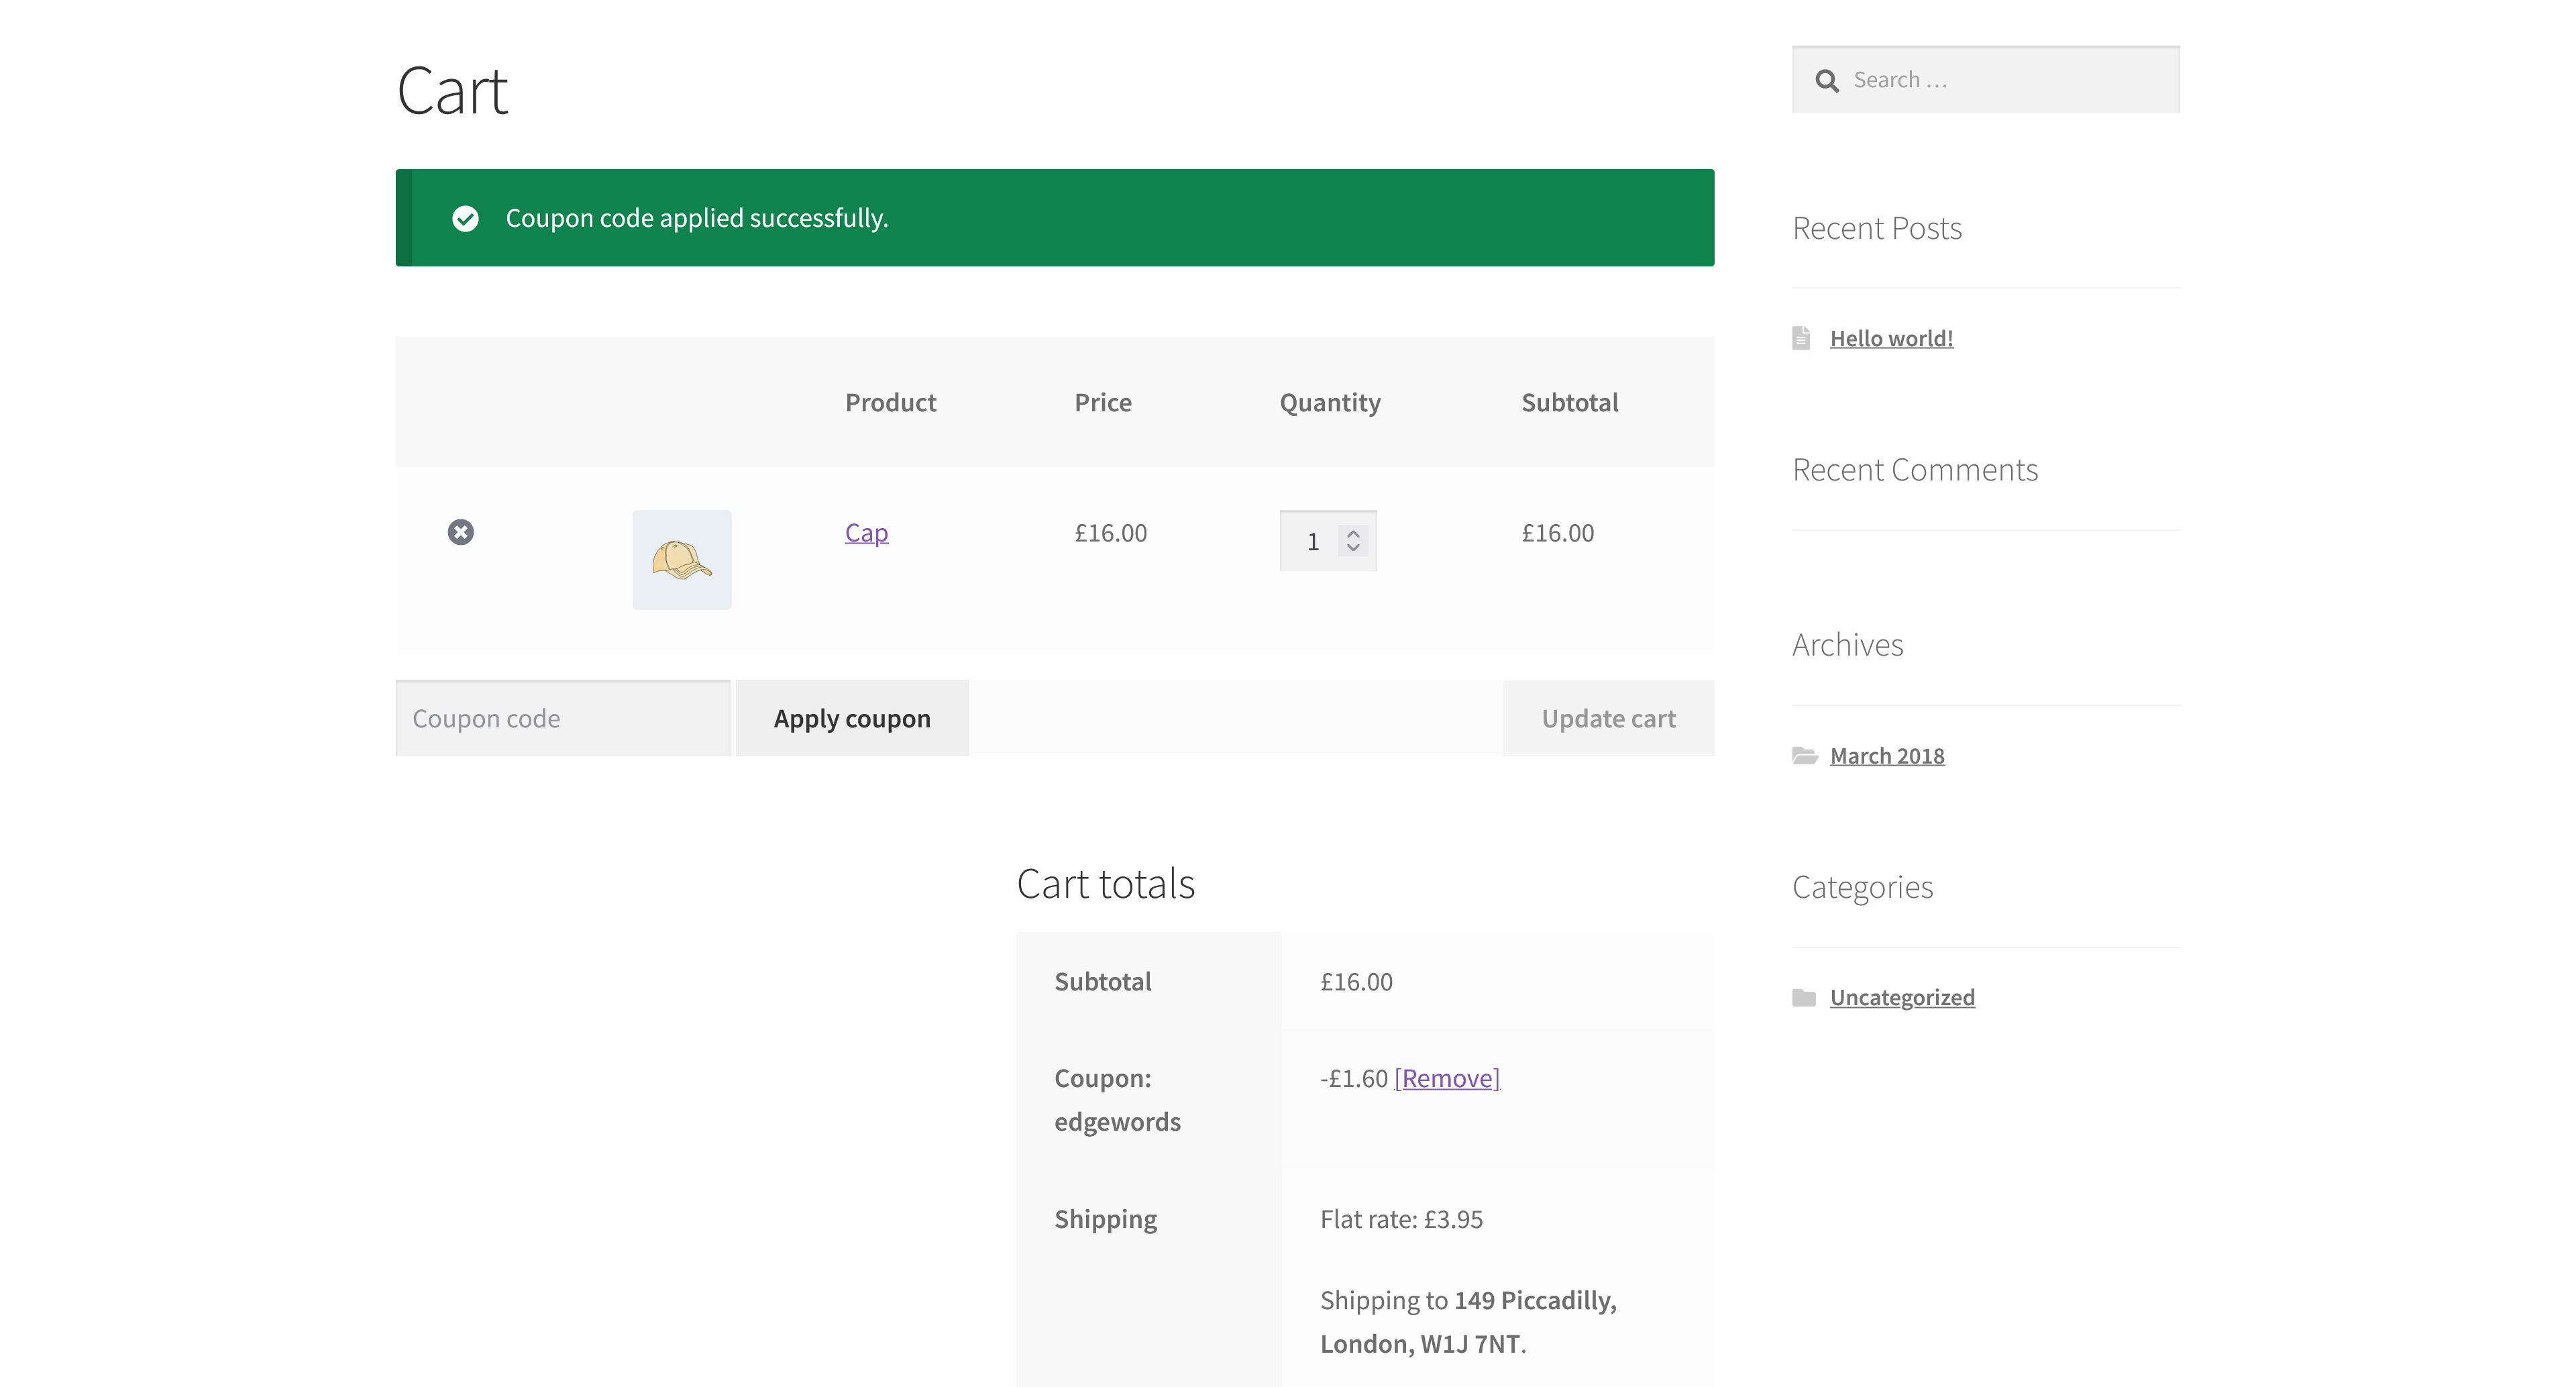 Cart
Coupon code applied successfully.
Product Price Quantity Subtotal
Cap £16.00 1 £16.00
Coupon code Apply coupon Update cart
Cart totals
Subtotal £16.00
Coupon: -£1.60 [Remove]
edgewords
Shipping Flat rate: £3.95
Shipping to 149 Piccadilly,
London, W1J 7NT.
Search …
Recent Posts
Hello world!
Recent Comments
Archives
March 2018
Categories
Uncategorized